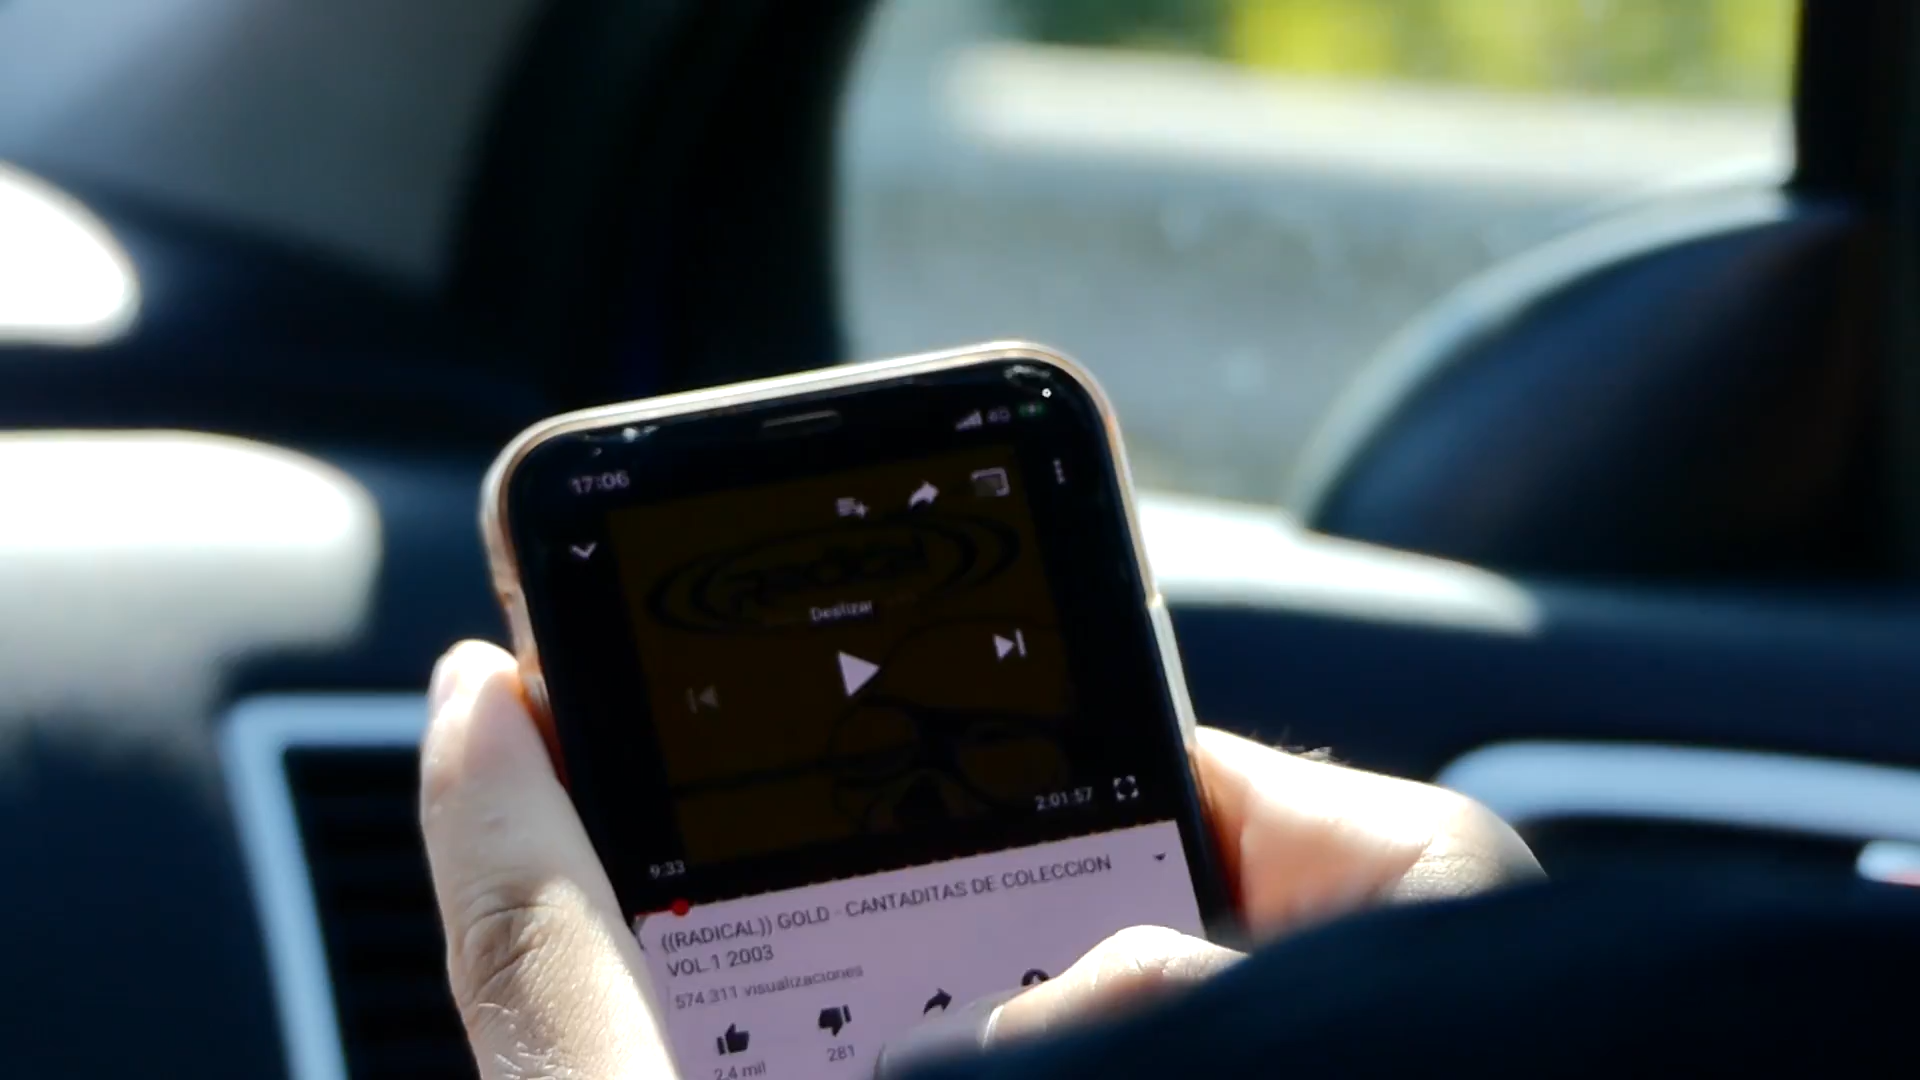 4G
17:06
Radical
Deslizar
2:01:57
9:33
((RADICAL)) GOLD - CANTADITAS DE COLECCION
VOL.1 2003
574.311 visualizaciones
2,4 mil
281